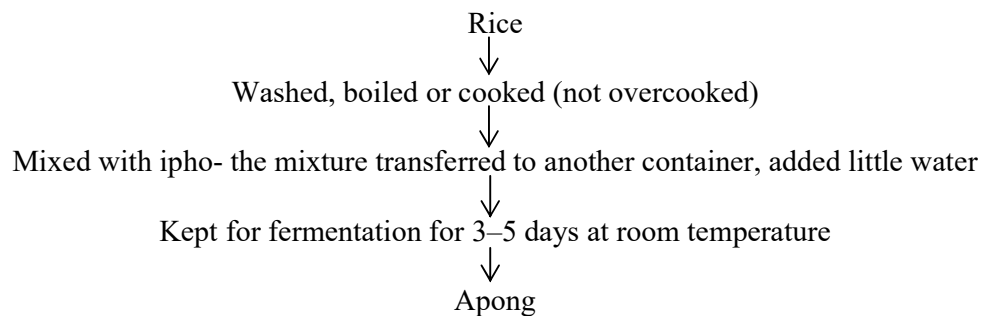 Rice
Washed, boiled or cooked (not overcooked)
Mixed with ipho- the mixture transferred to another container, added little water
Kept for fermentation for 3–5 days at room temperature
Apong